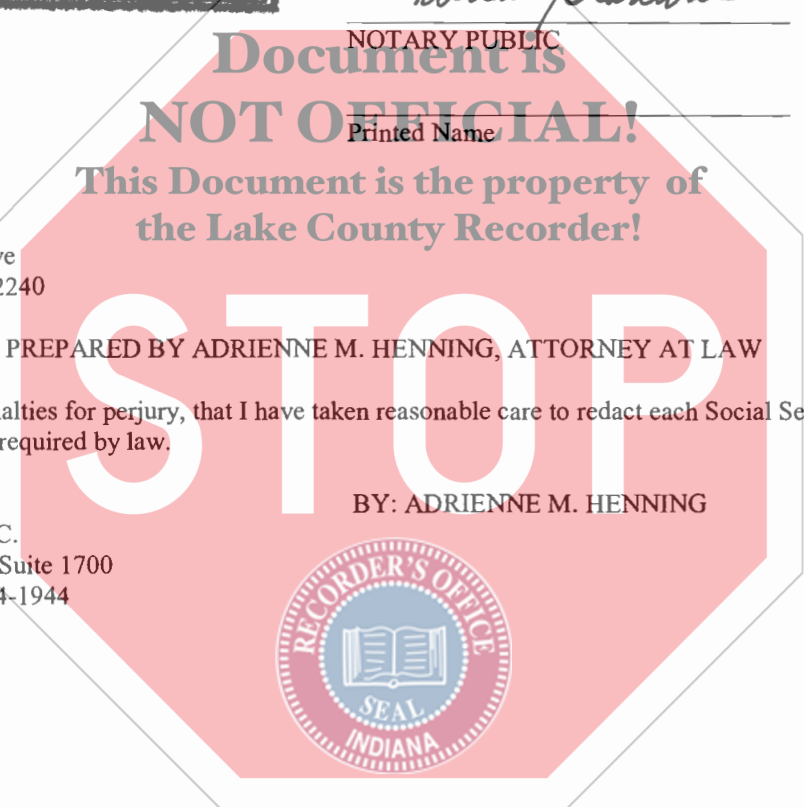 NOTARY PUBLIC
Document is
NOT OFFICIAL!
Printed Name
This Document is the property of
the Lake County Recorder!
ve
2240
PREPARED BY ADRIENNE M. HENNING, ATTORNEY AT LAW
alties for perjury, that I have taken reasonable care to redact each Social Se
required by law.
STOP
BY: ADRIENNE M. HENNING
C.
Suite 1700
4-1944
RECORDER'S OFFICE
SEAL
INDIANA